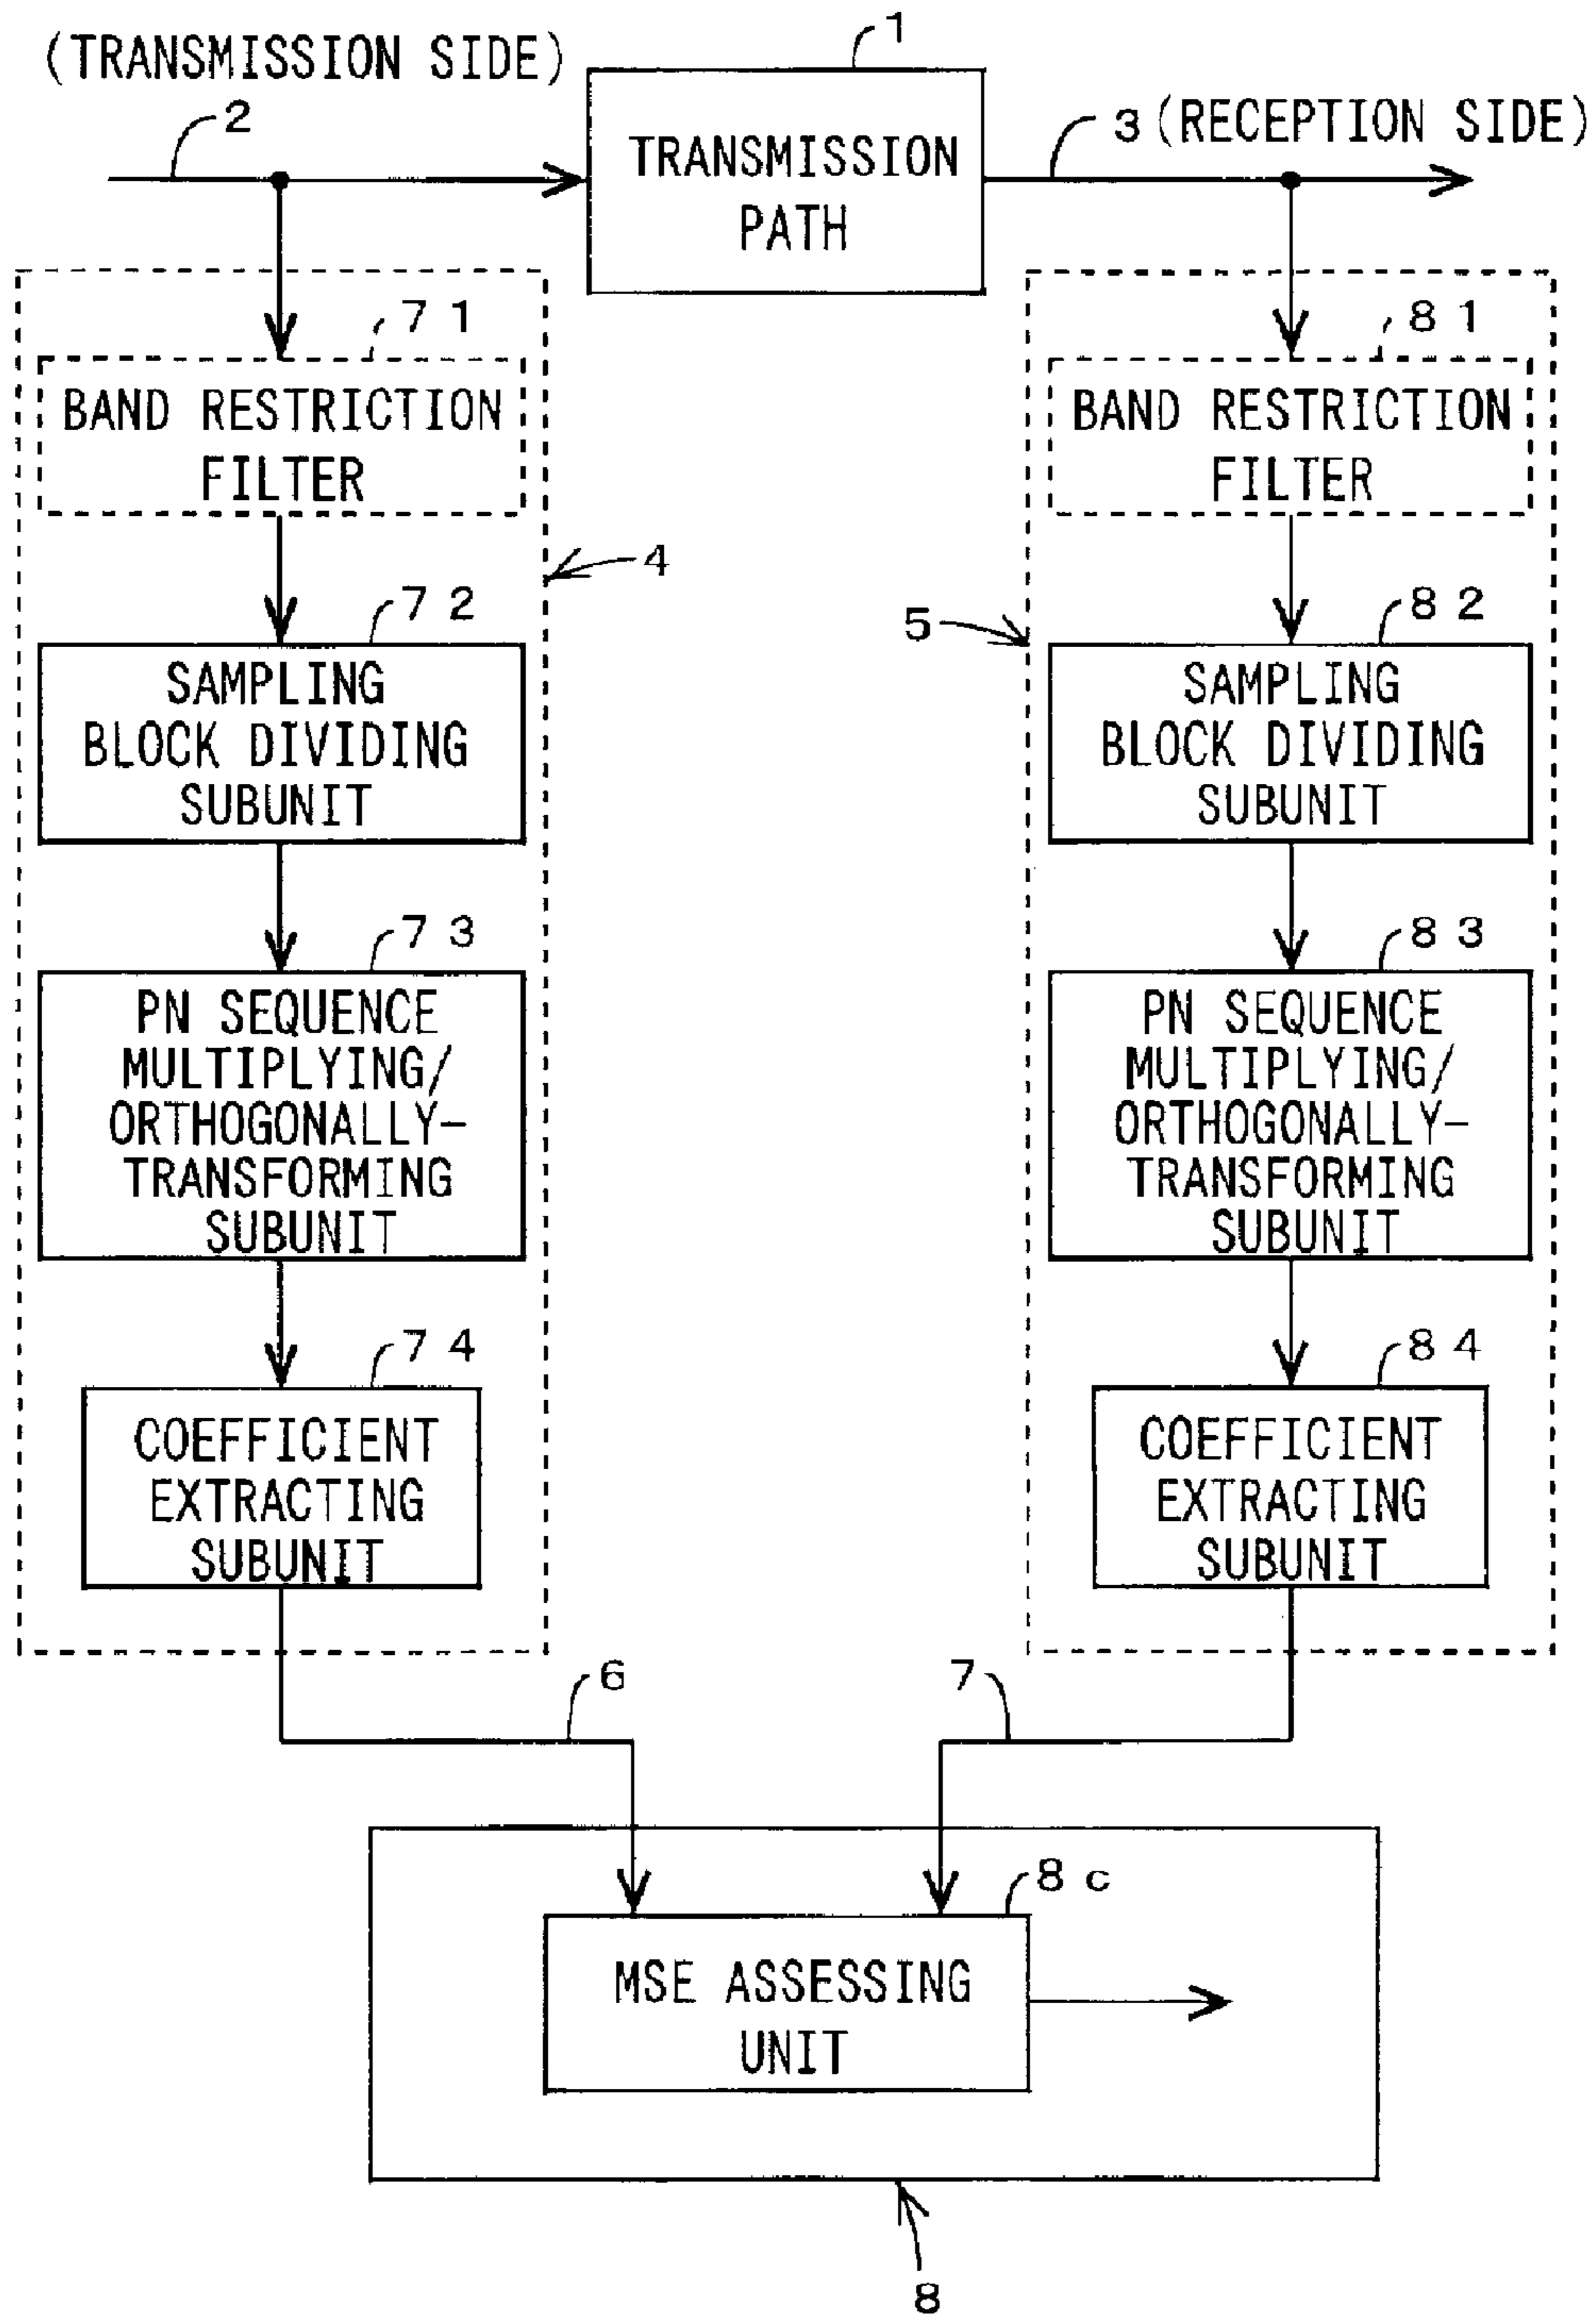 (TRANSMISSION SIDE)
1
2
TRANSMISSION
PATH
3 (RECEPTION SIDE)
71
BAND RESTRICTION
FILTER
4
72
SAMPLING
BLOCK DIVIDING
SUBUNIT
73
PN SEQUENCE
MULTIPLYING/
ORTHOGONALLY-
TRANSFORMING
SUBUNIT
74
COEFFICIENT
EXTRACTING
SUBUNIT
81
BAND RESTRICTION
FILTER
5
82
SAMPLING
BLOCK DIVIDING
SUBUNIT
83
PN SEQUENCE
MULTIPLYING/
ORTHOGONALLY-
TRANSFORMING
SUBUNIT
84
COEFFICIENT
EXTRACTING
SUBUNIT
6
7
8c
MSE ASSESSING
UNIT
8